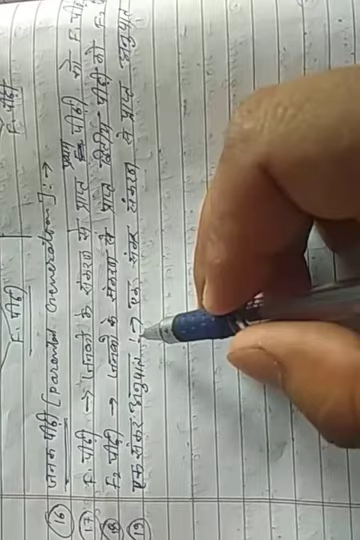 F₁ पीढ़ी
F₁ पीढ़ी
(16) जनक पीढ़ी [Parental Generation] : →
(17) F₁ पीढ़ी → जनकों के संकरण से प्राप्त प्रथम पीढ़ी को F₁ पी
(18) F₂ पीढ़ी → जनकों के संकरण से प्राप्त द्वितीय पीढ़ी को F₂
(19) एक संकर अनुपात : → एक संकर संकरण से प्राप्त अनुपात